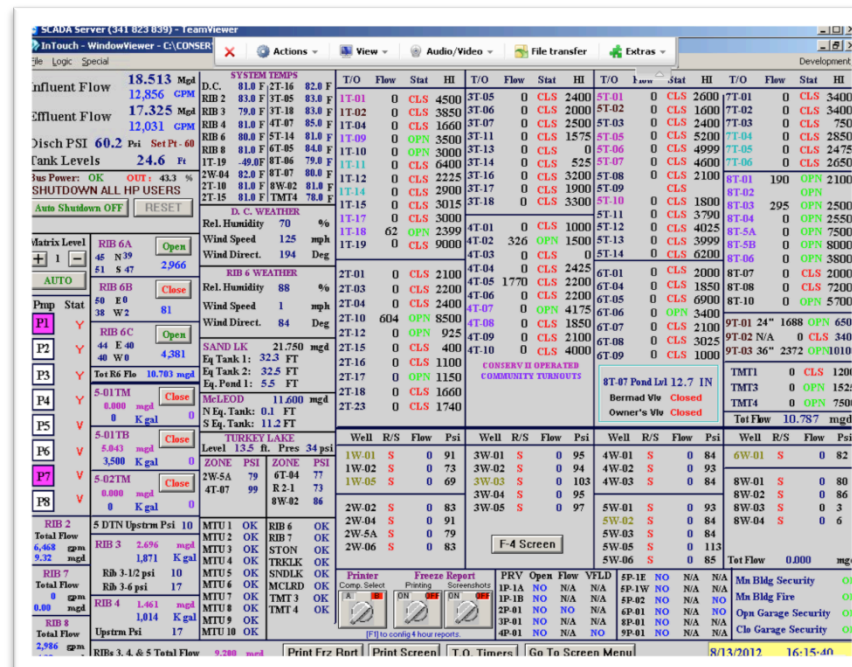 SCADA Server (341 823 839) - TeamViewer
InTouch - WindowViewer - C:\CONSER
Actions View Audio/Video File transfer Extras
File Logic Special Development
Influent Flow 18.513 Mgd
12,856 GPM
Effluent Flow 17.325 Mgd
12,031 GPM
Disch PSI 60.2 Psi Set Pt - 60
Tank Levels 24.6 Ft
Bus Power: OK OUT: 43.3 %
SHUTDOWN ALL HP USERS
Auto Shutdown OFF RESET
Matrix Level
+ 1 -
AUTO
Pmp Stat
P1 Y
P2 Y
P3 Y
P4 Y
P5 V
P6 V
P7 V
P8 V
RIB 6A Open
45 N 39
51 S 47 2,966
RIB 6B Close
50 E 0
38 W 2 81
RIB 6C Open
44 E 40
40 W 0 4,381
Tot R6 Flo 10.703 mgd
5-01TM Close
0.000 mgd
0 K gal 0
5-01TB Close
5.043 mgd
3,500 K gal 0
5-02TM Close
0.000 mgd
0 K gal 0
RIB 2
Total Flow
6,468 gpm
9.32 mgd
RIB 7
Total Flow
0 gpm
0.00 mgd
RIB 8
Total Flow
2,986 gpm
5 DTN Upstrm Psi 10
RIB 3 2.696 mgd
1,871 K gal
Rib 3-1/2 psi 10
Rib 3-6 psi 17
RIB 4 1.461 mgd
1,014 K gal
Upstrm Psi 17
RIBs 3, 4, & 5 Total Flow 9.280 mgd
SYSTEM TEMPS
D.C. 81.0 F 2T-16 82.0 F
RIB 2 83.0 F 3T-05 83.0 F
RIB 3 79.0 F 3T-18 83.0 F
RIB 4 81.0 F 4T-07 85.0 F
RIB 6 80.0 F 5T-14 81.0 F
RIB 8 81.0 F 6T-05 84.0 F
1T-19 -49.0F 8T-06 79.0 F
2W-04 82.0 F 8T-07 80.0 F
2T-10 81.0 F 8W-02 81.0 F
2T-15 81.0 F TMT4 78.0 F
D. C. WEATHER
Rel. Humidity 70 %
Wind Speed 125 mph
Wind Direct. 194 Deg
RIB 6 WEATHER
Rel. Humidity 88 %
Wind Speed 1 mph
Wind Direct. 84 Deg
SAND LK 21.750 mgd
Eq Tank 1: 32.3 FT
Eq Tank 2: 32.5 FT
Eq. Pond 1: 5.5 FT
McLEOD 11.600 mgd
N Eq. Tank: 0.1 FT
S Eq. Tank: 11.2 FT
TURKEY LAKE
Level 13.5 ft. Pres 34 psi
ZONE PSI ZONE PSI
2W-5A 79 6T-04 77
4T-07 99 R 2-1 73
8W-02 86
MTU 1 OK RIB 6 OK
MTU 2 OK RIB 7 OK
MTU 3 OK STON OK
MTU 4 OK TRKLK OK
MTU 5 OK SNDLK OK
MTU 6 OK MCLRD OK
MTU 7 OK TMT 3 OK
MTU 8 OK TMT 4 OK
MTU 9 OK
MTU 10 OK
T/O Flow Stat HI
1T-01 0 CLS 4500
1T-02 0 CLS 3850
1T-04 0 CLS 1660
1T-09 0 OPN 3500
1T-10 0 OPN 3000
1T-11 0 CLS 6400
1T-12 0 CLS 2225
1T-14 0 CLS 2900
1T-15 0 CLS 3015
1T-17 0 CLS 3000
1T-18 62 OPN 2399
1T-19 0 CLS 9000
2T-01 0 CLS 2100
2T-03 0 CLS 2200
2T-04 0 CLS 2200
2T-10 604 OPN 8500
2T-12 0 OPN 925
2T-15 0 CLS 400
2T-16 0 CLS 1100
2T-17 0 OPN 1150
2T-18 0 CLS 1660
2T-23 0 CLS 1740
T/O Flow Stat HI
3T-05 0 CLS 2400
3T-06 0 CLS 2000
3T-07 0 CLS 2500
3T-11 0 CLS 1575
3T-13 0 CLS
3T-14 0 CLS 525
3T-16 0 CLS 3200
3T-17 0 CLS 1900
3T-18 0 CLS 3300
4T-01 0 CLS 1000
4T-02 326 OPN 1500
4T-03 0 CLS 0
4T-04 0 CLS 2425
4T-05 1770 CLS 2200
4T-06 0 CLS 2200
4T-07 0 OPN 4175
4T-08 0 CLS 1850
4T-09 0 CLS 2100
4T-10 0 CLS 4000
CONSERV II OPERATED
COMMUNITY TURNOUTS
T/O Flow Stat HI
5T-01 0 CLS 2600
5T-02 0 CLS 1600
5T-03 0 CLS 2400
5T-05 0 CLS 5200
5T-06 0 CLS 4999
5T-07 0 CLS 4600
5T-08 0 CLS 2100
5T-09 CLS
5T-10 0 CLS 1800
5T-11 0 CLS 3790
5T-12 0 CLS 4025
5T-13 0 CLS 3999
5T-14 0 CLS 6200
6T-01 0 CLS 2000
6T-04 0 CLS 1850
6T-05 0 CLS 6900
6T-06 0 OPN 3400
6T-07 0 CLS 2100
6T-08 0 CLS 3025
6T-09 0 CLS 1000
8T-07 Pond Lvl 12.7 IN
Bermad Vlv Closed
Owner's Vlv Closed
T/O Flow Stat HI
7T-01 0 CLS 3400
7T-02 0 CLS 3400
7T-03 0 CLS 750
7T-04 0 CLS 2850
7T-05 0 CLS 2475
7T-06 0 CLS 2650
8T-01 190 OPN 2100
8T-02 OPN
8T-03 295 OPN 2500
8T-04 0 OPN 2550
8T-5A 0 OPN 7500
8T-5B 0 OPN 8000
8T-06 0 OPN 3800
8T-07 0 CLS 2000
8T-08 0 CLS 7200
8T-10 0 OPN 5700
9T-01 24" 1688 OPN 650
9T-02 N/A 0 CLS 340
9T-03 36" 2372 OPN 1010
TMT1 0 CLS 1200
TMT3 0 OPN 152
TMT4 0 OPN 750
Tot Flow 10.787 mgd
Well R/S Flow Psi
1W-01 S 0 91
1W-02 S 0 73
1W-05 S 0 69
2W-02 S 0 83
2W-04 S 0 91
2W-5A S 0 79
2W-06 S 0 83
Well R/S Flow Psi
3W-01 S 0 95
3W-02 S 0 94
3W-03 S 0 103
3W-04 S 0 95
3W-05 S 0 97
F-4 Screen
Well R/S Flow Psi
4W-01 S 0 84
4W-02 S 0 93
4W-03 S 0 84
5W-01 S 0 93
5W-02 S 0 84
5W-03 S 0 84
5W-05 S 0 113
5W-06 S 0 85
Well R/S Flow Psi
6W-01 S 0 82
8W-01 S 0 80
8W-02 S 0 86
8W-03 S 0 3
8W-04 S 0 6
Tot Flow 0.000 mg
Printer Freeze Report
Comp. Select Printing Screenshots
A B ON OFF ON OFF
[F1] to config 4 hour reports.
PRV Open Flow VFLD
1P-1A NO N/A N/A
1P-1B NO N/A N/A
2P-01 NO N/A N/A
3P-01 NO N/A N/A
4P-01 NO N/A NO
5P-1E NO N/A N/A
5P-1W NO N/A N/A
5P-02 NO N/A NO
6P-01 NO N/A NO
8P-01 NO N/A N/A
9P-01 NO N/A N/A
Mn Bldg Security
Mn Bldg Fire
Opn Garage Security
Clo Garage Security
Print Frz Rpt Print Screen T.O. Timers Go To Screen Menu 8/13/2012 16:15:40